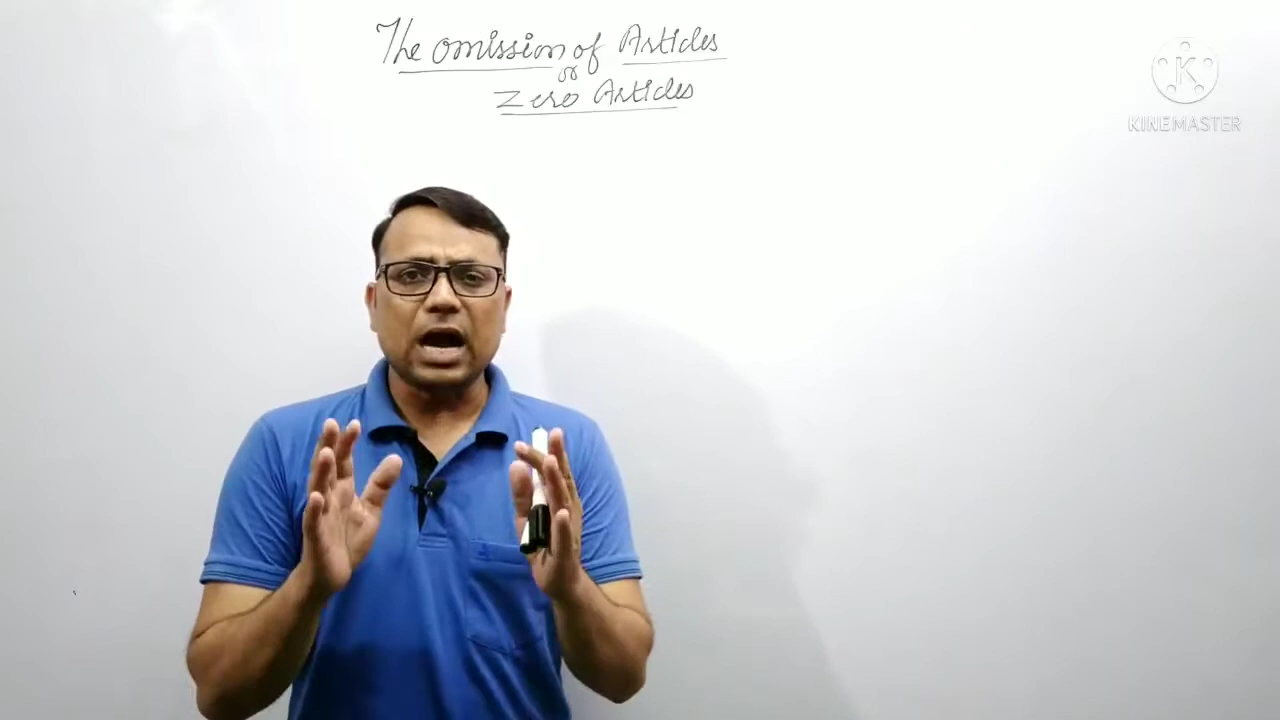 The omission of Articles
or
Zero Articles
K
KINEMASTER